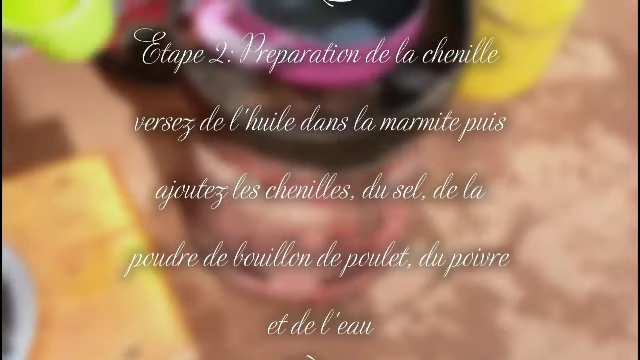 Etape 2: Preparation de la chenille
versez de l'huile dans la marmite puis
ajoutez les chenilles, du sel, de la
poudre de bouillon de poulet, du poivre
et de l'eau